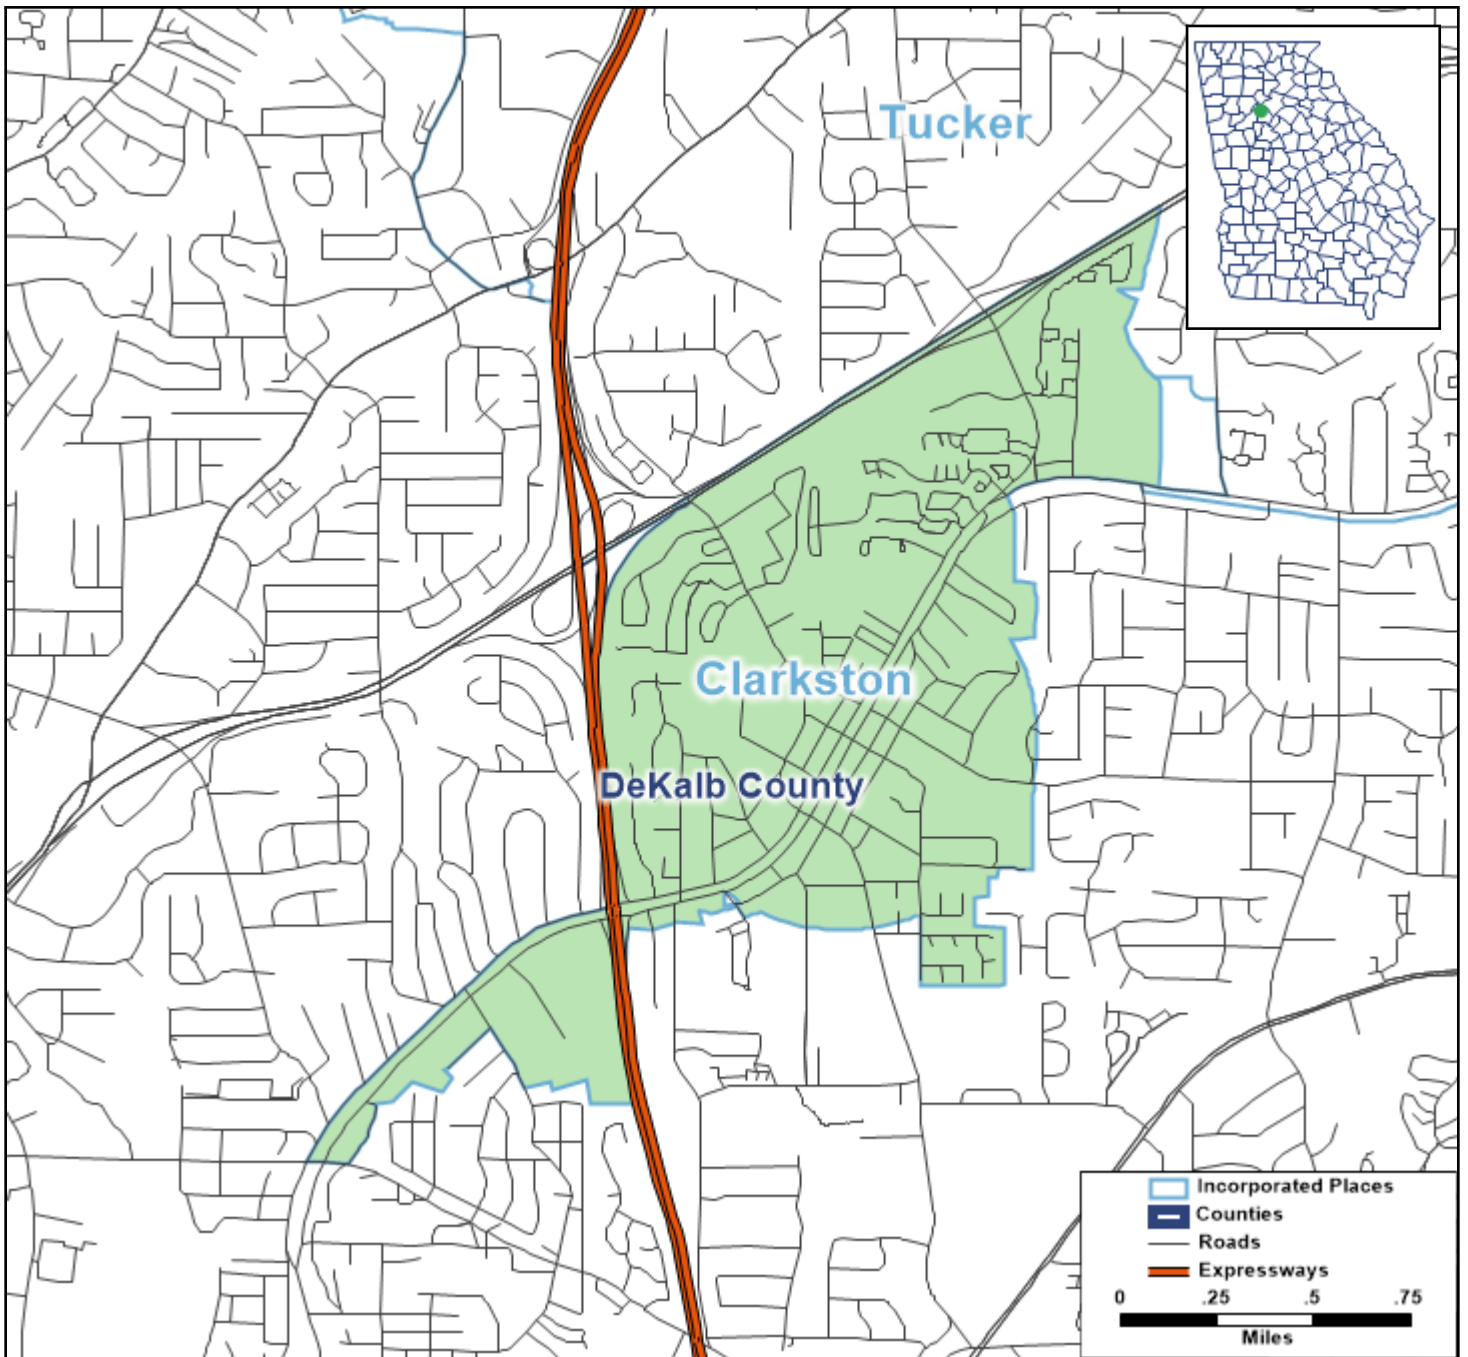 Tucker
Clarkston
DeKalb County
Incorporated Places
Counties
Roads
Expressways
0 .25 .5 .75
Miles